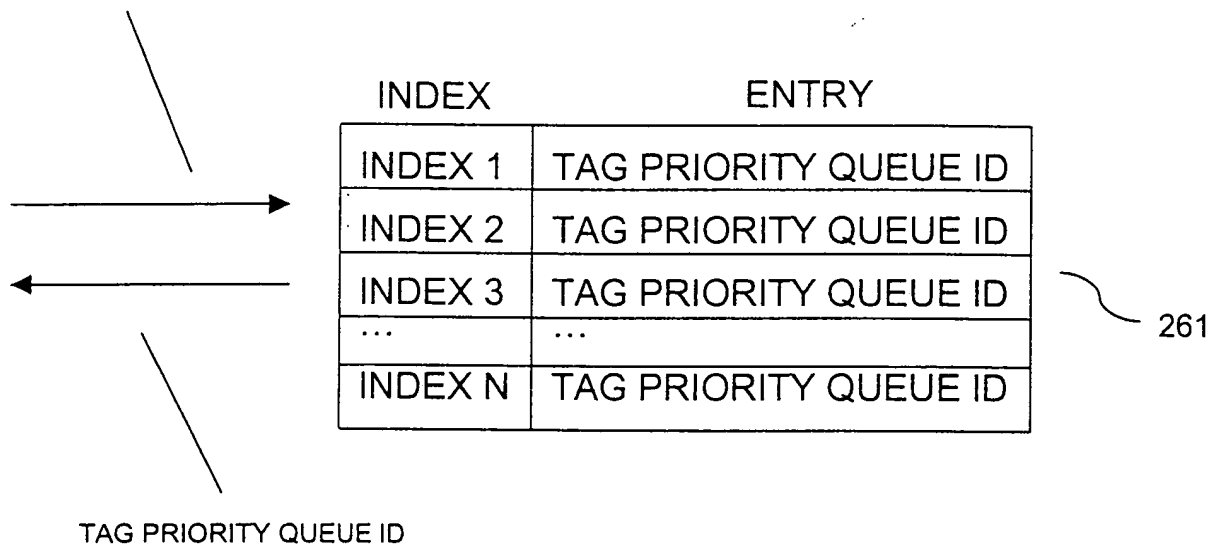 INDEX ENTRY
INDEX 1 TAG PRIORITY QUEUE ID
INDEX 2 TAG PRIORITY QUEUE ID
INDEX 3 TAG PRIORITY QUEUE ID
... ...
INDEX N TAG PRIORITY QUEUE ID
261
TAG PRIORITY QUEUE ID